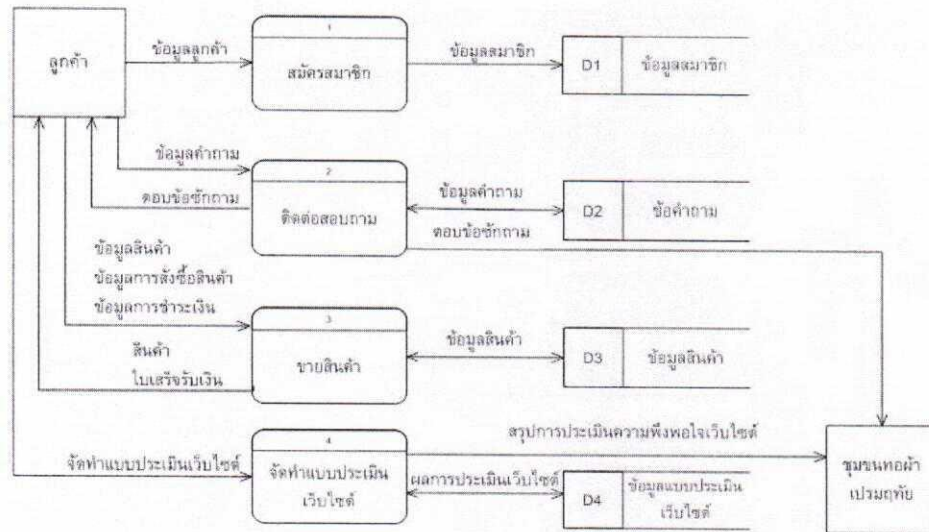 ลูกค้า
ข้อมูลลูกค้า
1
สมัครสมาชิก
ข้อมูลสมาชิก
D1
ข้อมูลสมาชิก
ข้อมูลคำถาม
ตอบข้อซักถาม
2
ติดต่อสอบถาม
ข้อมูลคำถาม
ตอบข้อซักถาม
D2
ข้อคำถาม
ข้อมูลสินค้า
ข้อมูลการสั่งซื้อสินค้า
ข้อมูลการชำระเงิน
สินค้า
ใบเสร็จรับเงิน
3
ขายสินค้า
ข้อมูลสินค้า
D3
ข้อมูลสินค้า
จัดทำแบบประเมินเว็บไซต์
4
จัดทำแบบประเมิน
เว็บไซต์
สรุปการประเมินความพึงพอใจเว็บไซต์
ผลการประเมินเว็บไซต์
D4
ข้อมูลแบบประเมิน
เว็บไซต์
ชุมชนทอผ้า
เปรมฤทัย